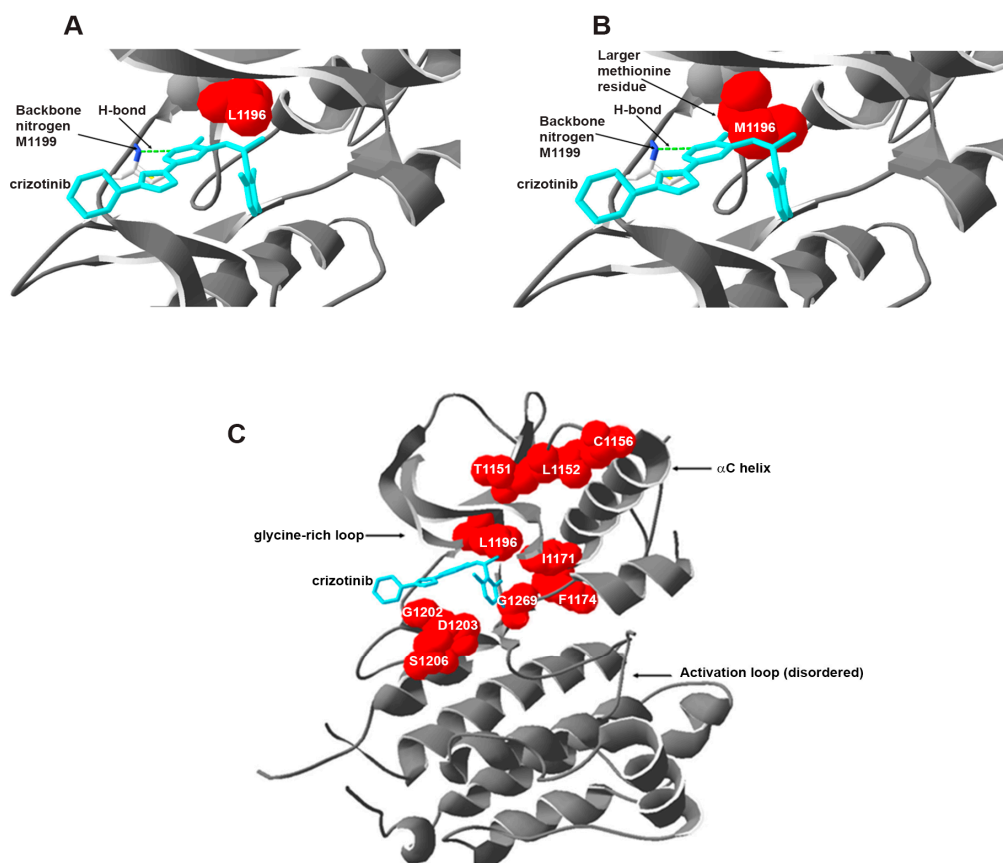 A
L1196
Backbone
nitrogen
M1199
H-bond
crizotinib
B
Larger
methionine
residue
H-bond
Backbone
nitrogen
M1199
M1196
crizotinib
C
C1156
T1151
L1152
αC helix
glycine-rich loop
L1196
I1171
crizotinib
G1269
F1174
G1202
D1203
S1206
Activation loop (disordered)